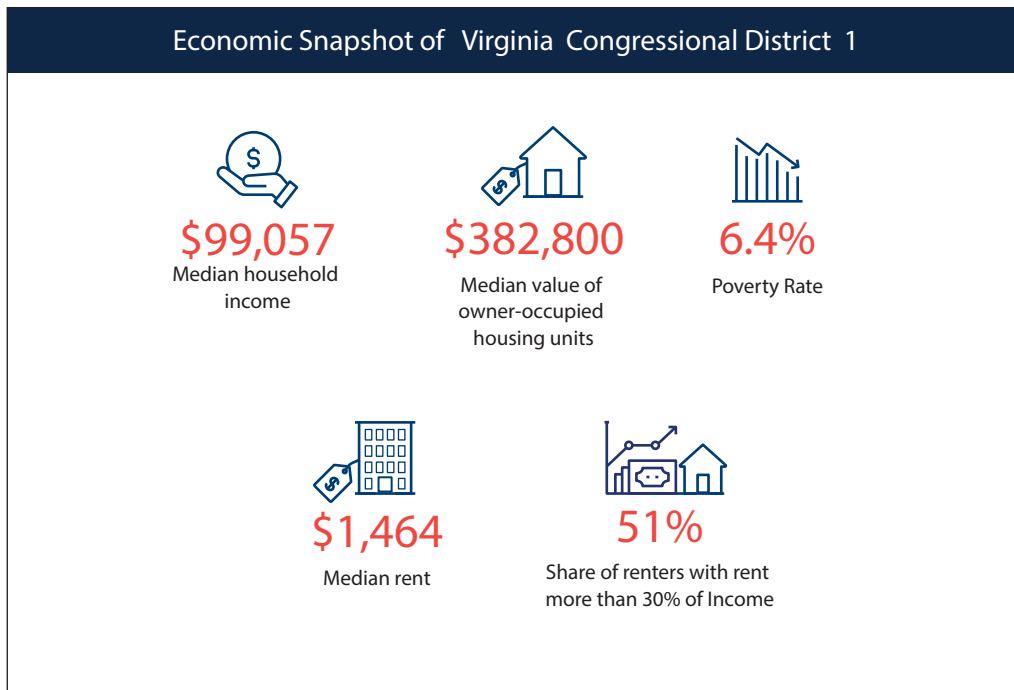 Economic Snapshot of Virginia Congressional District 1
$
$99,057
Median household
income
$
$382,800
Median value of
owner-occupied
housing units
6.4%
Poverty Rate
$
$1,464
Median rent
51%
Share of renters with rent
more than 30% of Income